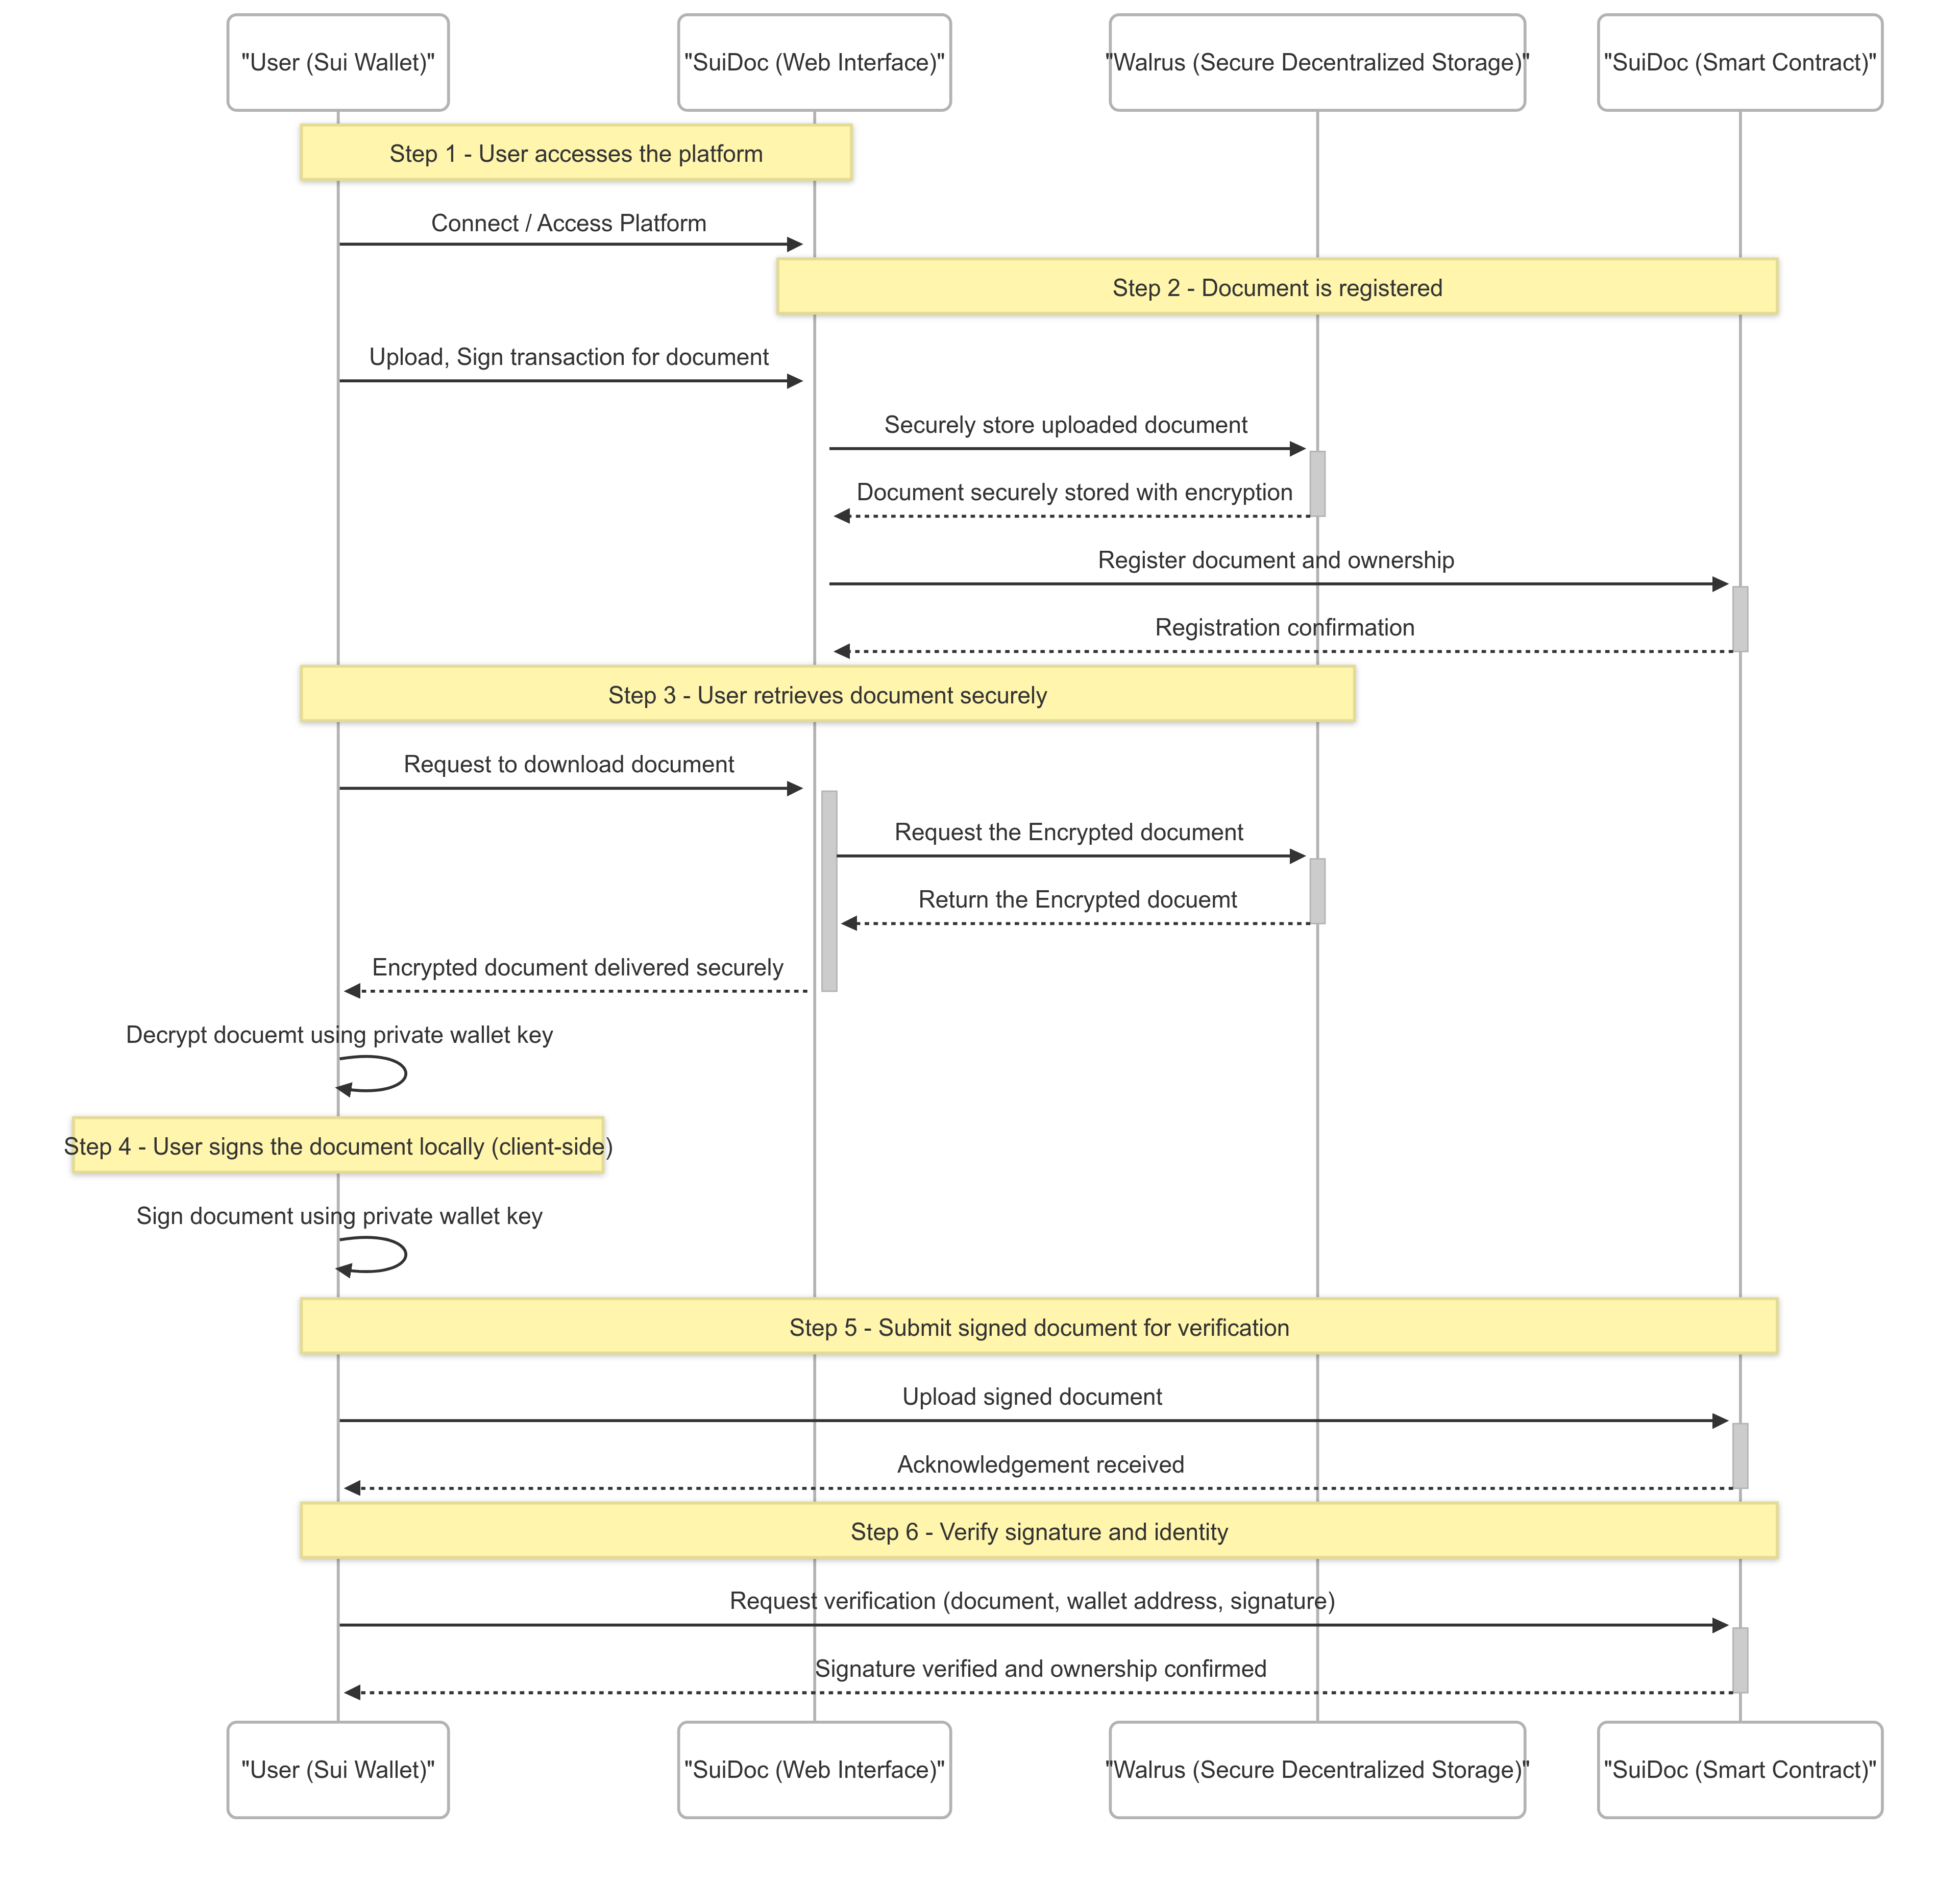 "User (Sui Wallet)"
"SuiDoc (Web Interface)"
"Walrus (Secure Decentralized Storage)"
"SuiDoc (Smart Contract)"
Step 1 - User accesses the platform
Connect / Access Platform
Step 2 - Document is registered
Upload, Sign transaction for document
Securely store uploaded document
Document securely stored with encryption
Register document and ownership
Registration confirmation
Step 3 - User retrieves document securely
Request to download document
Request the Encrypted document
Return the Encrypted docuemt
Encrypted document delivered securely
Decrypt docuemt using private wallet key
Step 4 - User signs the document locally (client-side)
Sign document using private wallet key
Step 5 - Submit signed document for verification
Upload signed document
Acknowledgement received
Step 6 - Verify signature and identity
Request verification (document, wallet address, signature)
Signature verified and ownership confirmed
"User (Sui Wallet)"
"SuiDoc (Web Interface)"
"Walrus (Secure Decentralized Storage)"
"SuiDoc (Smart Contract)"